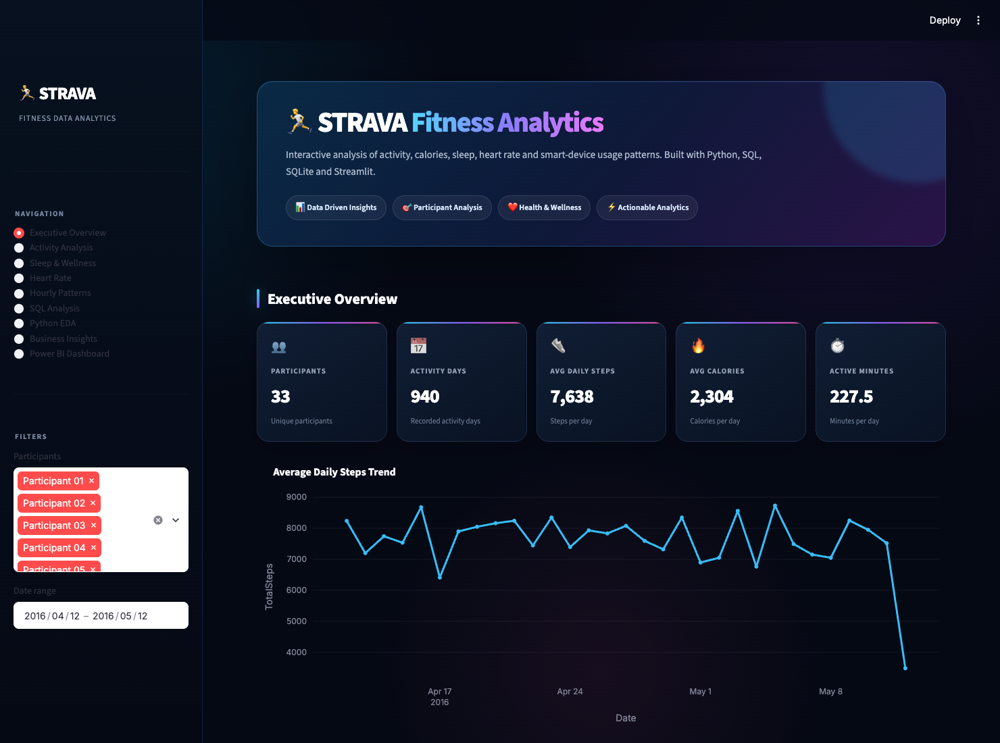 Deploy
STRAVA
FITNESS DATA ANALYTICS
NAVIGATION
Executive Overview
Activity Analysis
Sleep & Wellness
Heart Rate
Hourly Patterns
SQL Analysis
Python EDA
Business Insights
Power BI Dashboard
FILTERS
Participants
Participant 01 ×
Participant 02 ×
Participant 03 ×
Participant 04 ×
Participant 05 ×
Date range
2016/04/12 – 2016/05/12
STRAVA Fitness Analytics
Interactive analysis of activity, calories, sleep, heart rate and smart-device usage patterns. Built with Python, SQL,
SQLite and Streamlit.
Data Driven Insights
Participant Analysis
Health & Wellness
Actionable Analytics
Executive Overview
PARTICIPANTS
33
Unique participants
17
ACTIVITY DAYS
940
Recorded activity days
AVG DAILY STEPS
7,638
Steps per day
AVG CALORIES
2,304
Calories per day
ACTIVE MINUTES
227.5
Minutes per day
Average Daily Steps Trend
TotalSteps
9000
8000
7000
6000
5000
4000
Apr 17
2016
Apr 24
May 1
May 8
Date